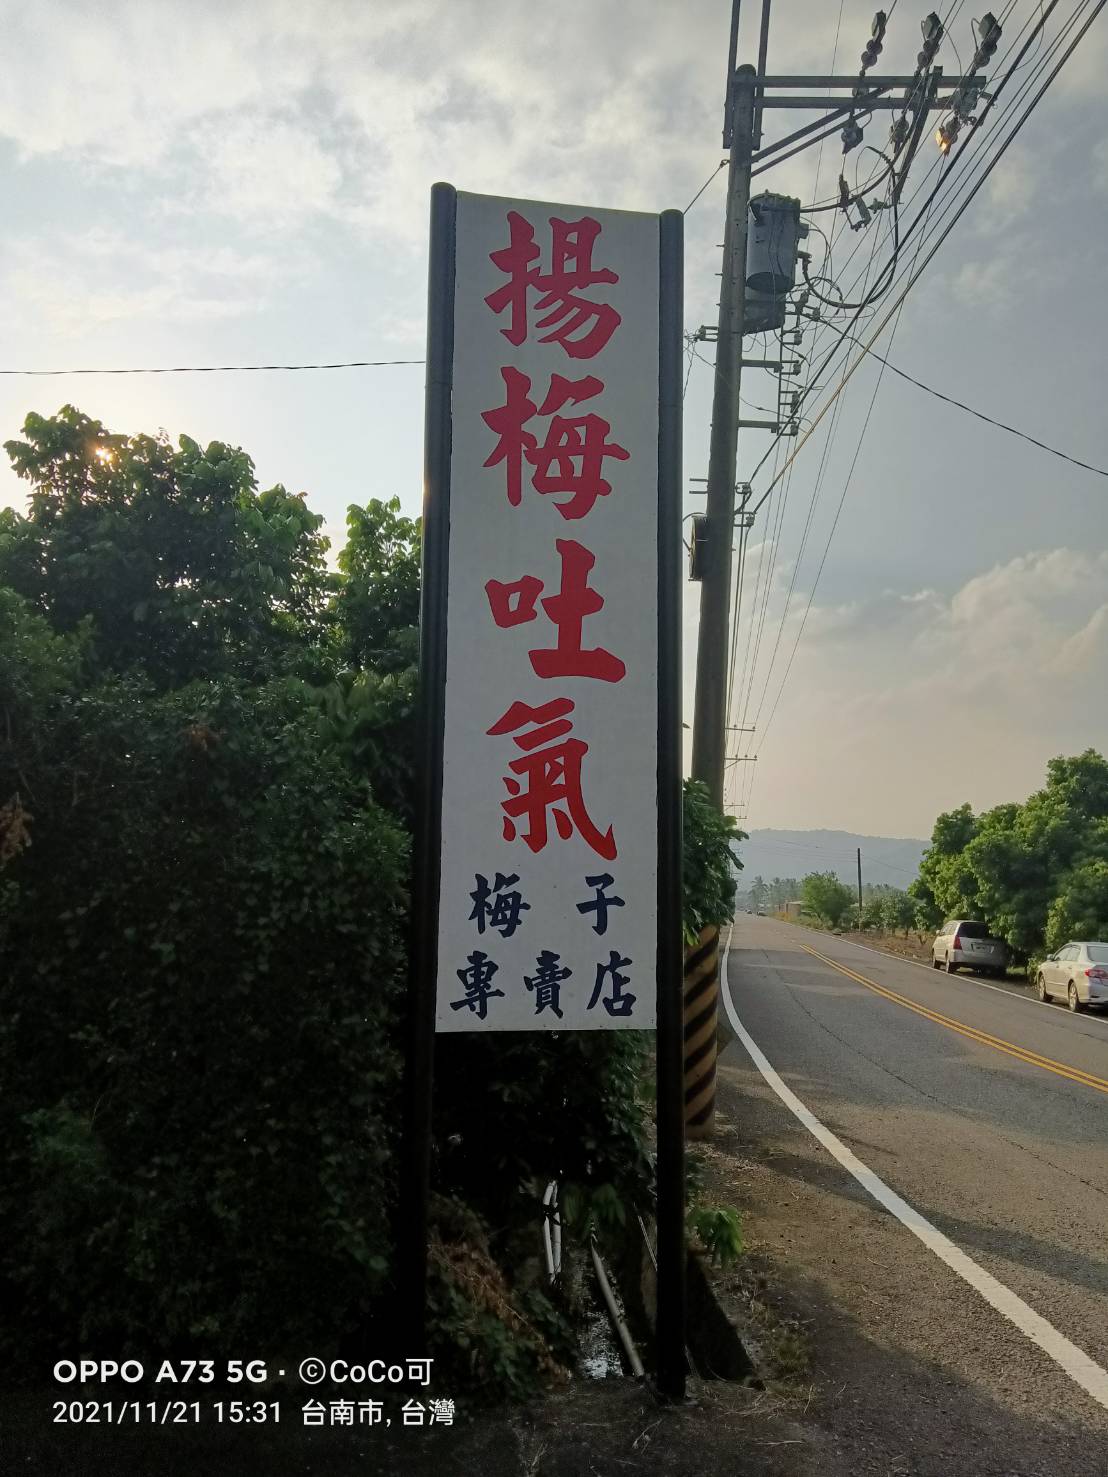 揚梅吐氣
梅子
專賣店
OPPO A73 5G · ©CoCo可
2021/11/21 15:31 台南市, 台灣